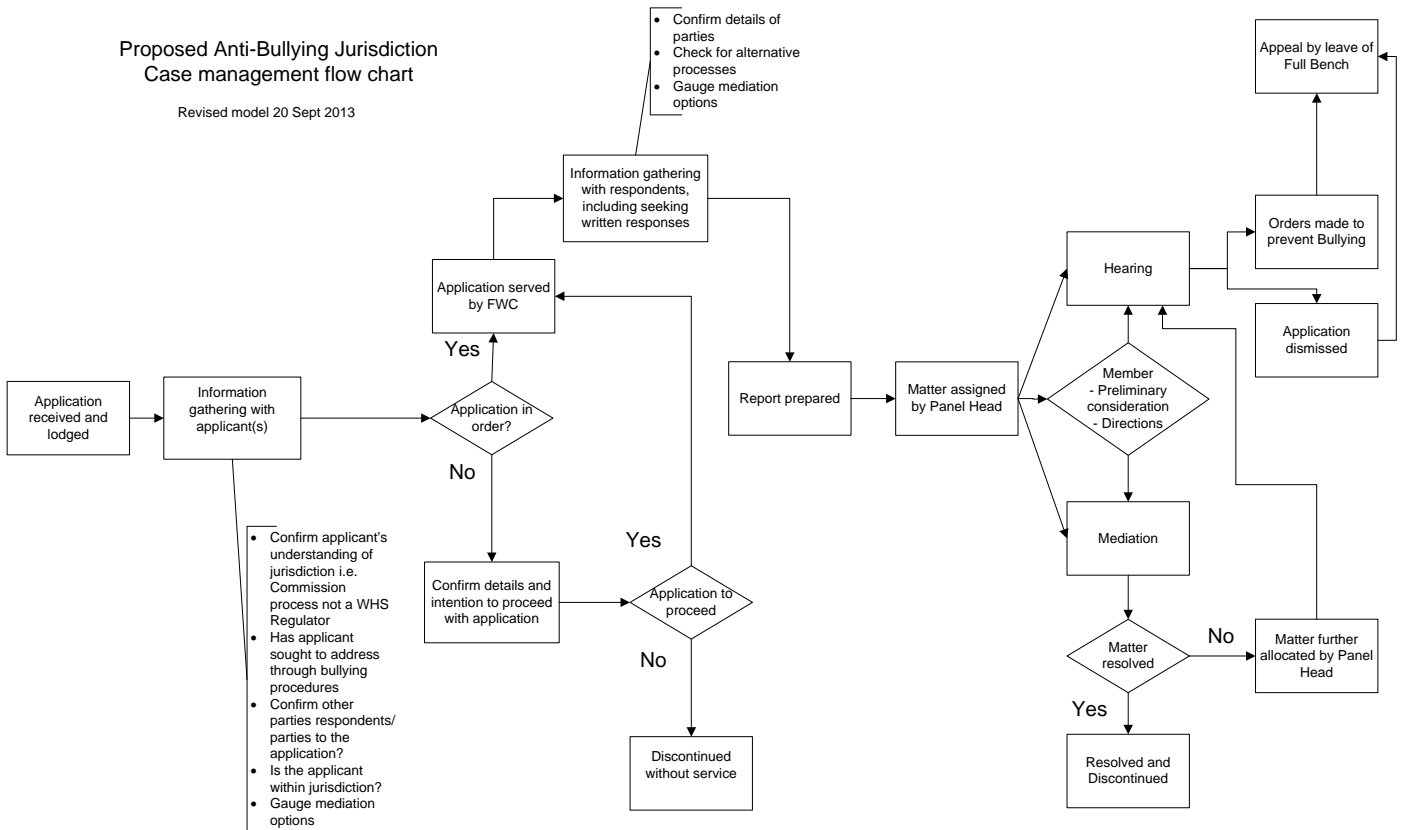 Proposed Anti-Bullying Jurisdiction
Case management flow chart
Revised model 20 Sept 2013
• Confirm details of
parties
• Check for alternative
processes
• Gauge mediation
options
Appeal by leave of
Full Bench
Information gathering
with respondents,
including seeking
written responses
Orders made to
prevent Bullying
Hearing
Application served
by FWC
Application
dismissed
Yes
Application
received and
lodged
Information
gathering with
applicant(s)
Application in
order?
Report prepared
Matter assigned
by Panel Head
Member
- Preliminary
consideration
- Directions
No
• Confirm applicant's
understanding of
jurisdiction i.e.
Commission
process not a WHS
Regulator
• Has applicant
sought to address
through bullying
procedures
• Confirm other
parties respondents/
parties to the
application?
• Is the applicant
within jurisdiction?
• Gauge mediation
options
Confirm details and
intention to proceed
with application
Yes
Application to
proceed
No
Discontinued
without service
Mediation
Matter
resolved
No
Matter further
allocated by Panel
Head
Yes
Resolved and
Discontinued